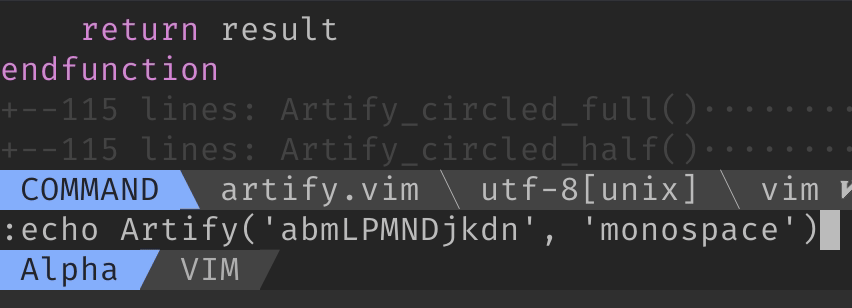 return result
endfunction
+--115 lines: Artify_circled_full()········
+--115 lines: Artify_circled_half()········
COMMAND artify.vim utf-8[unix] vim
:echo Artify('abmLPMNDjkdn', 'monospace')
Alpha VIM